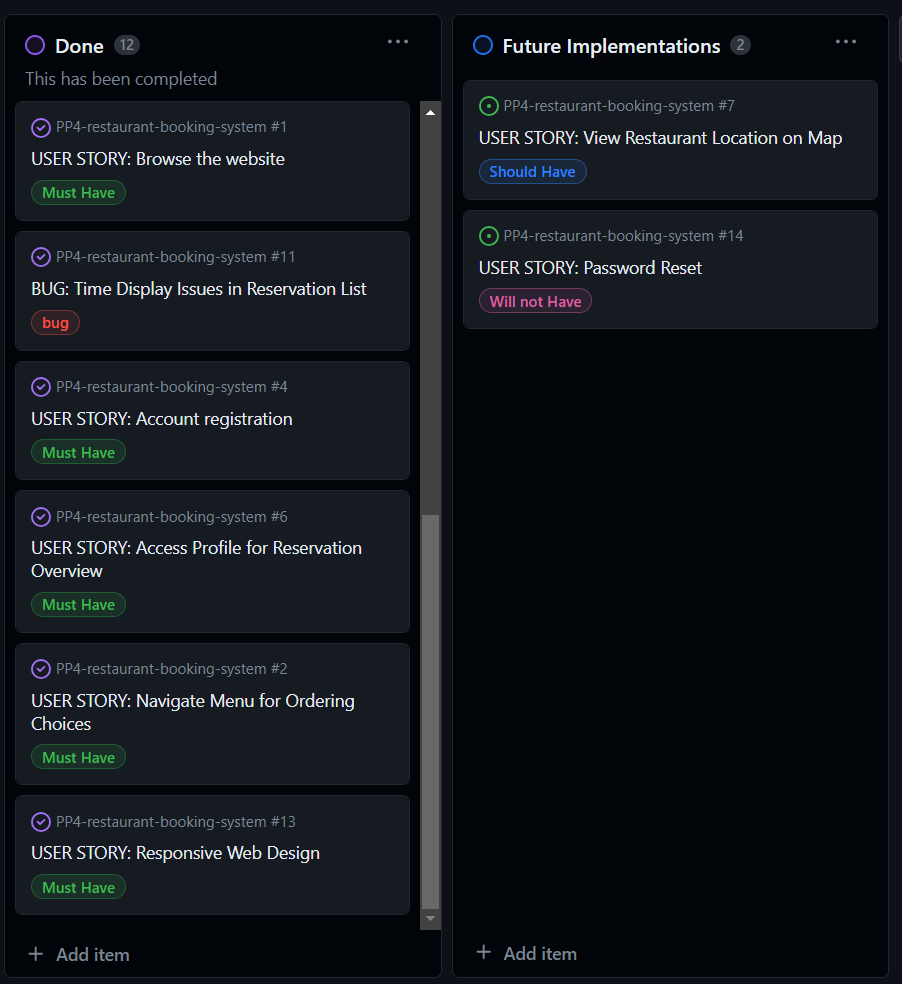 Done 12
This has been completed
PP4-restaurant-booking-system #1
USER STORY: Browse the website
Must Have
PP4-restaurant-booking-system #11
BUG: Time Display Issues in Reservation List
bug
PP4-restaurant-booking-system #4
USER STORY: Account registration
Must Have
PP4-restaurant-booking-system #6
USER STORY: Access Profile for Reservation
Overview
Must Have
PP4-restaurant-booking-system #2
USER STORY: Navigate Menu for Ordering
Choices
Must Have
PP4-restaurant-booking-system #13
USER STORY: Responsive Web Design
Must Have
+ Add item
Future Implementations 2
PP4-restaurant-booking-system #7
USER STORY: View Restaurant Location on Map
Should Have
PP4-restaurant-booking-system #14
USER STORY: Password Reset
Will not Have
+ Add item